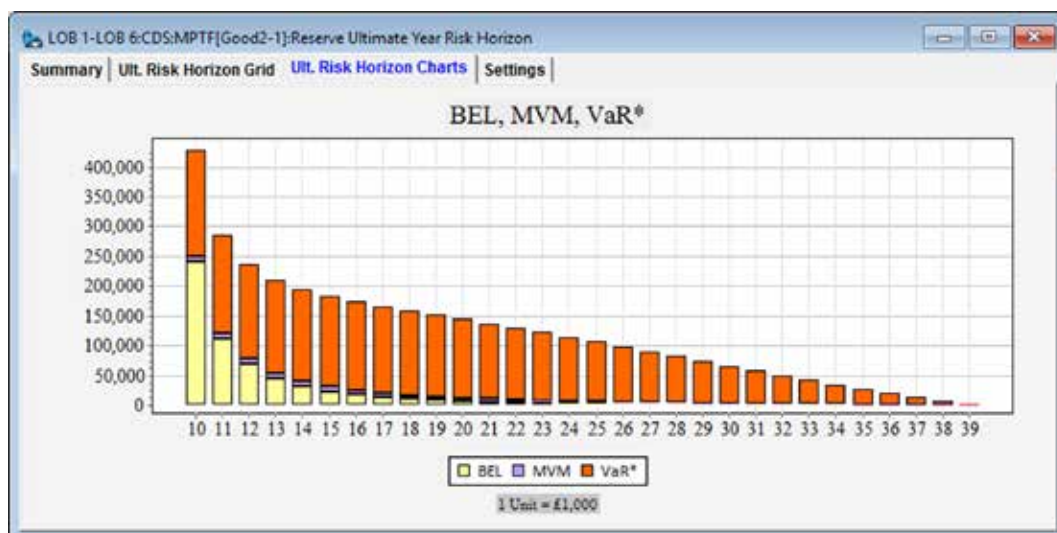 LOB 1-LOB 6:CDS:MPTF[Good2-1]:Reserve Ultimate Year Risk Horizon
Summary Ult. Risk Horizon Grid Ult. Risk Horizon Charts Settings
BEL, MVM, VaR*
400,000
350,000
300,000
250,000
200,000
150,000
100,000
50,000
0
10 11 12 13 14 15 16 17 18 19 20 21 22 23 24 25 26 27 28 29 30 31 32 33 34 35 36 37 38 39
BEL MVM VaR*
1 Unit = £1,000